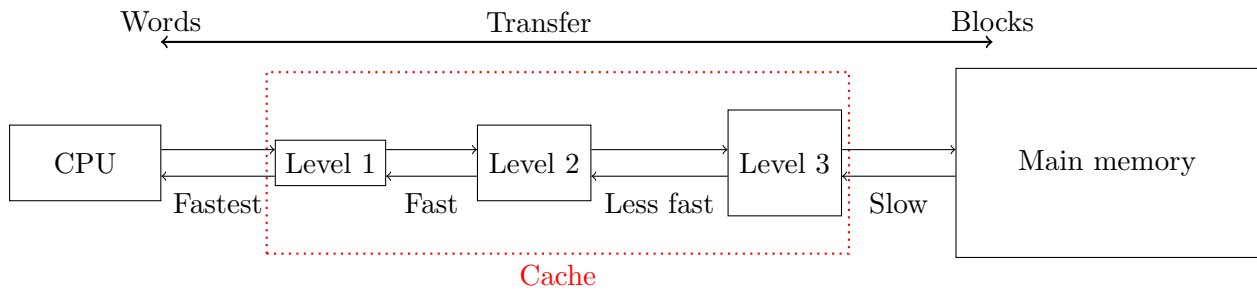 Words Transfer Blocks
CPU Level 1 Level 2 Level 3 Main memory
Fastest Fast Less fast Slow
Cache